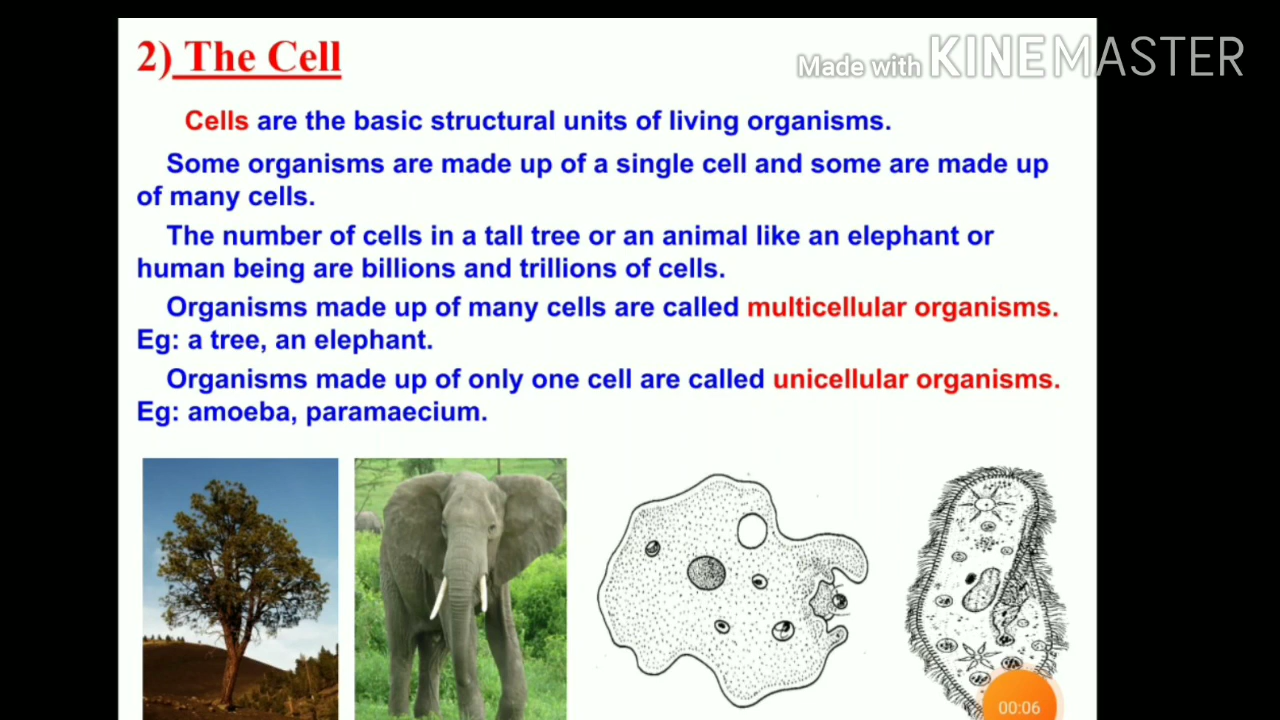 2) The Cell
Made with KINEMASTER
Cells are the basic structural units of living organisms.
Some organisms are made up of a single cell and some are made up
of many cells.
The number of cells in a tall tree or an animal like an elephant or
human being are billions and trillions of cells.
Organisms made up of many cells are called multicellular organisms.
Eg: a tree, an elephant.
Organisms made up of only one cell are called unicellular organisms.
Eg: amoeba, paramaecium.
00:06